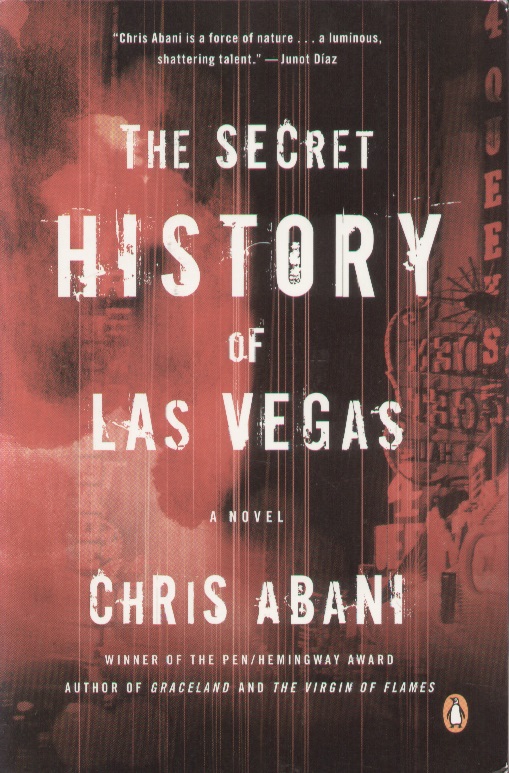 “Chris Abani is a force of nature . . . a luminous,
shattering talent.” —Junot Díaz
THE SECRET
HISTORY
OF
LAS VEGAS
A NOVEL
CHRIS ABANI
WINNER OF THE PEN/HEMINGWAY AWARD
AUTHOR OF GRACELAND AND THE VIRGIN OF FLAMES
4 QUEENS